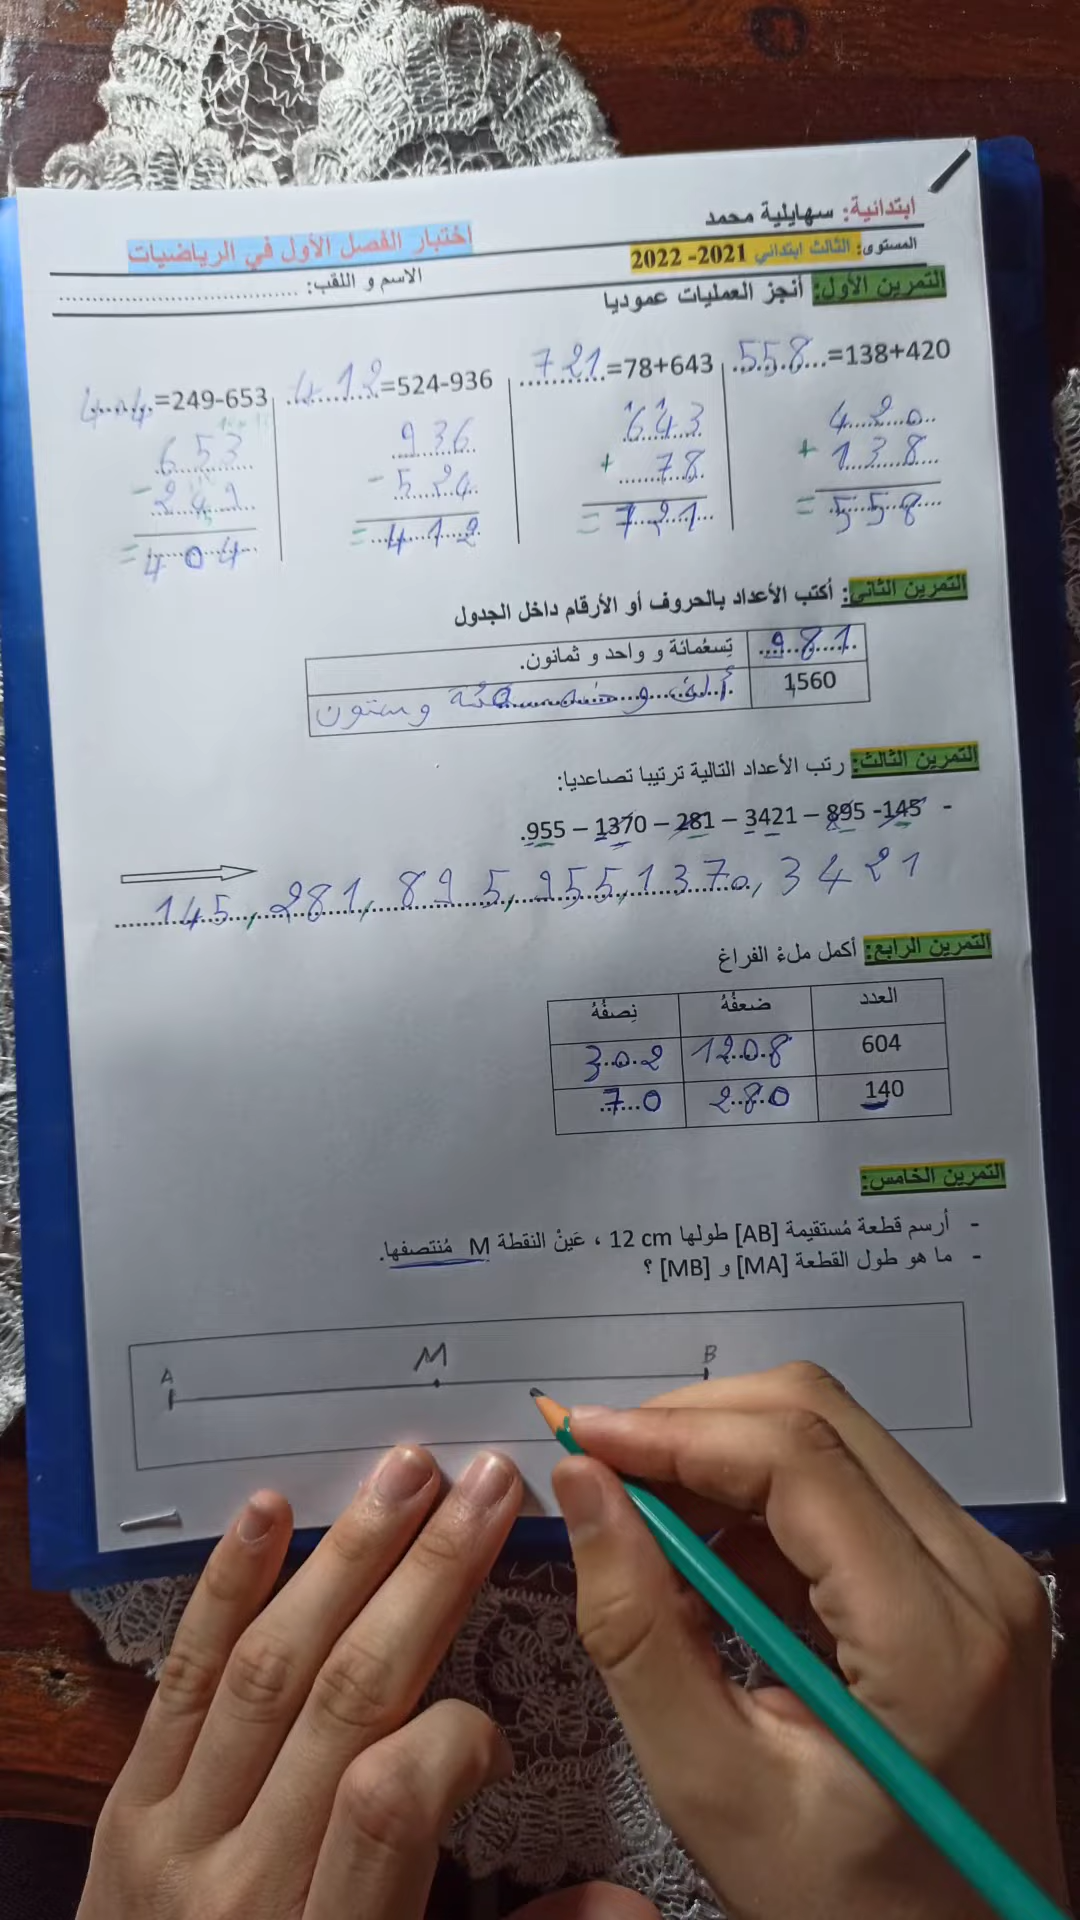 ابتدائية: سهايلية محمد
المستوى: الثالث ابتدائي 2021- 2022
اختبار الفصل الأول في الرياضيات
الاسم و اللقب: ..........
التمرين الأول: أنجز العمليات عموديا
420+138=558
643+78=721
936-524=412
653-249=404
420
+ 138
= 558
643
+ 78
= 721
936
- 524
= 412
653
- 249
= 404
التمرين الثاني: أكتب الأعداد بالحروف أو الأرقام داخل الجدول
981 تِسعُمائة و واحد و ثمانون.
1560 ألف و خمسمائة و ستون
التمرين الثالث: رتب الأعداد التالية ترتيبا تصاعديا:
- 145- 895 – 3421 – 281 – 1370 – 955.
145, 281, 895, 955, 1370, 3421
التمرين الرابع: أكمل ملءْ الفراغ
العدد ضعفُهُ نِصفُهُ
604 1208 302
140 280 70
التمرين الخامس:
- أرسم قطعة مُستقيمة [AB] طولها 12 cm ، عَينْ النقطة M مُنتصفها.
- ما هو طول القطعة [MA] و [MB] ؟
A M B